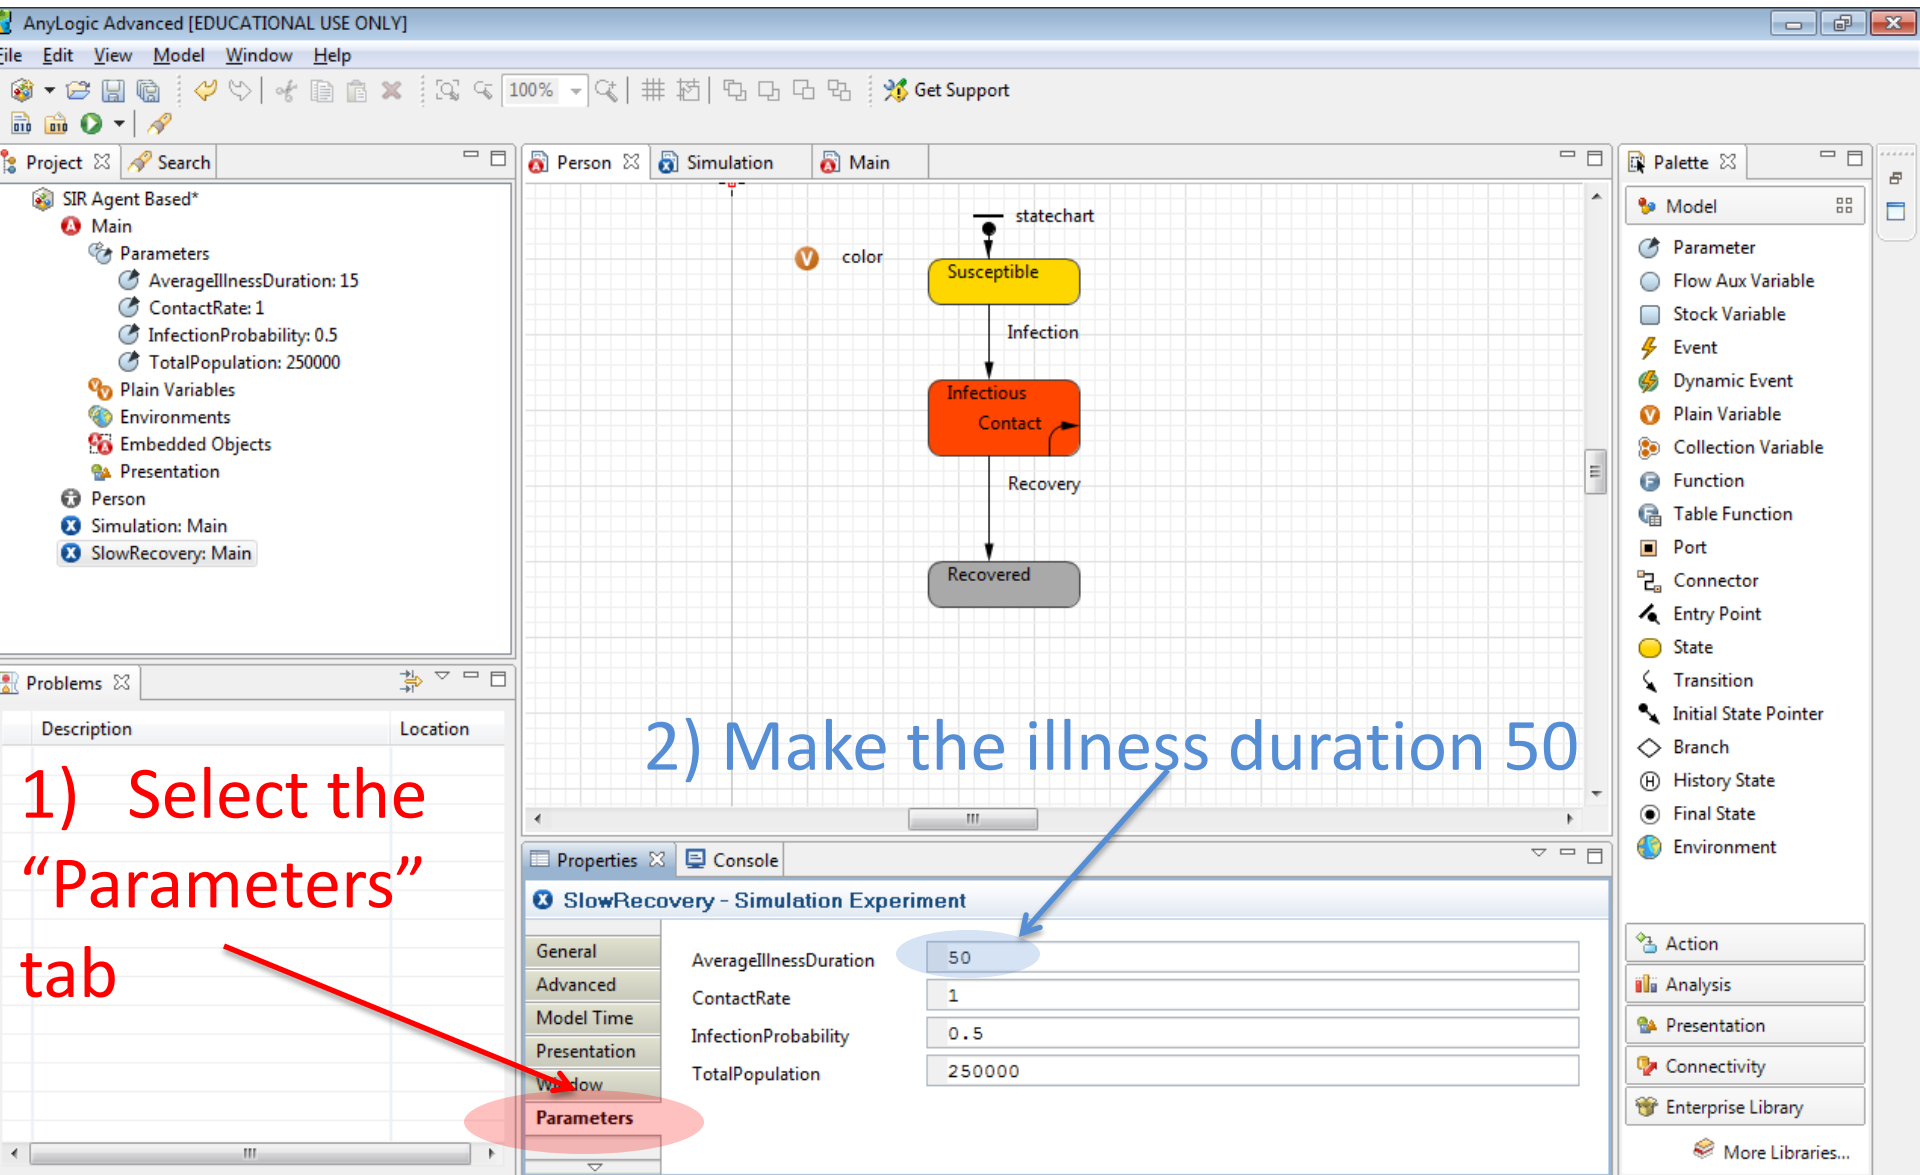 AnyLogic Advanced [EDUCATIONAL USE ONLY]
File Edit View Model Window Help
100%
Get Support
Project
Search
SIR Agent Based*
Main
Parameters
AverageIllnessDuration: 15
ContactRate: 1
InfectionProbability: 0.5
TotalPopulation: 250000
Plain Variables
Environments
Embedded Objects
Presentation
Person
Simulation: Main
SlowRecovery: Main
Problems
Description Location
1) Select the
“Parameters”
tab
Person
Simulation
Main
statechart
color
Susceptible
Infection
Infectious
Contact
Recovery
Recovered
2) Make the illness duration 50
Properties
Console
SlowRecovery - Simulation Experiment
General
Advanced
Model Time
Presentation
Window
Parameters
AverageIllnessDuration 50
ContactRate 1
InfectionProbability 0.5
TotalPopulation 250000
Palette
Model
Parameter
Flow Aux Variable
Stock Variable
Event
Dynamic Event
Plain Variable
Collection Variable
Function
Table Function
Port
Connector
Entry Point
State
Transition
Initial State Pointer
Branch
History State
Final State
Environment
Action
Analysis
Presentation
Connectivity
Enterprise Library
More Libraries...